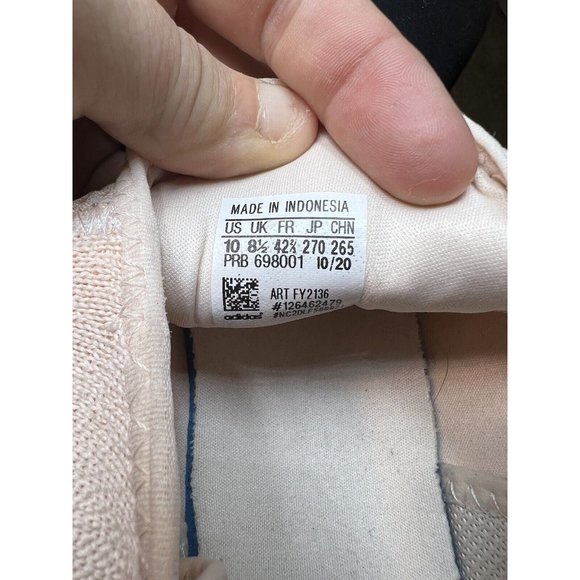 MADE IN INDONESIA
US UK FR JP CHN
10 8½ 42⅔ 270 265
PRB 698001 10/20
ART FY2136
adidas #126462479